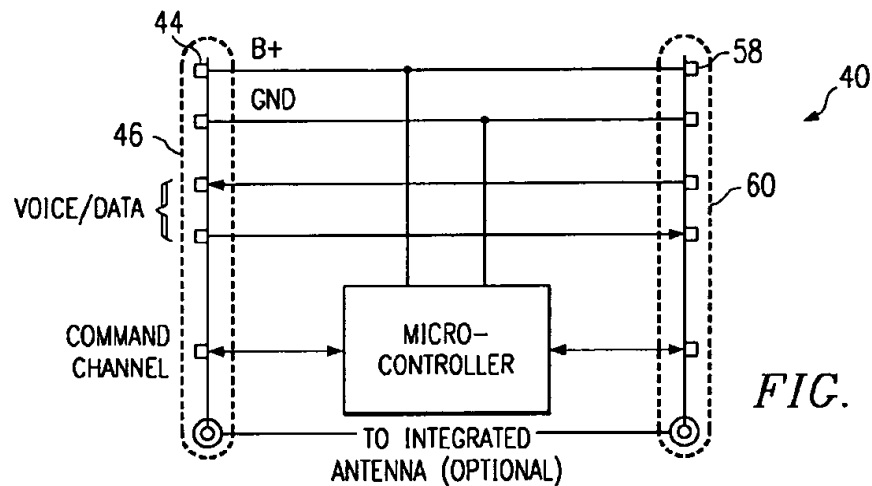 44
B+
58
GND
40
46
VOICE/DATA
60
COMMAND
CHANNEL
MICRO-
CONTROLLER
FIG.
TO INTEGRATED
ANTENNA (OPTIONAL)